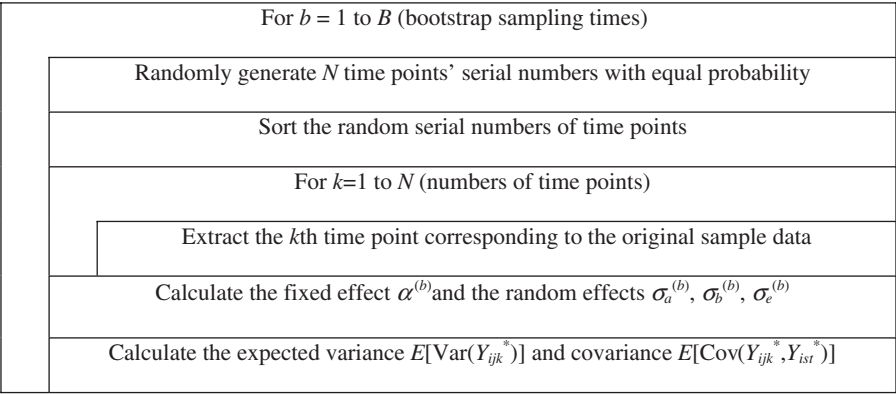 For b = 1 to B (bootstrap sampling times)
Randomly generate N time points' serial numbers with equal probability
Sort the random serial numbers of time points
For k=1 to N (numbers of time points)
Extract the kth time point corresponding to the original sample data
Calculate the fixed effect α^(b) and the random effects σ_a^(b), σ_b^(b), σ_e^(b)
Calculate the expected variance E[Var(Y_ijk^*)] and covariance E[Cov(Y_ijk^*,Y_ist^*)]